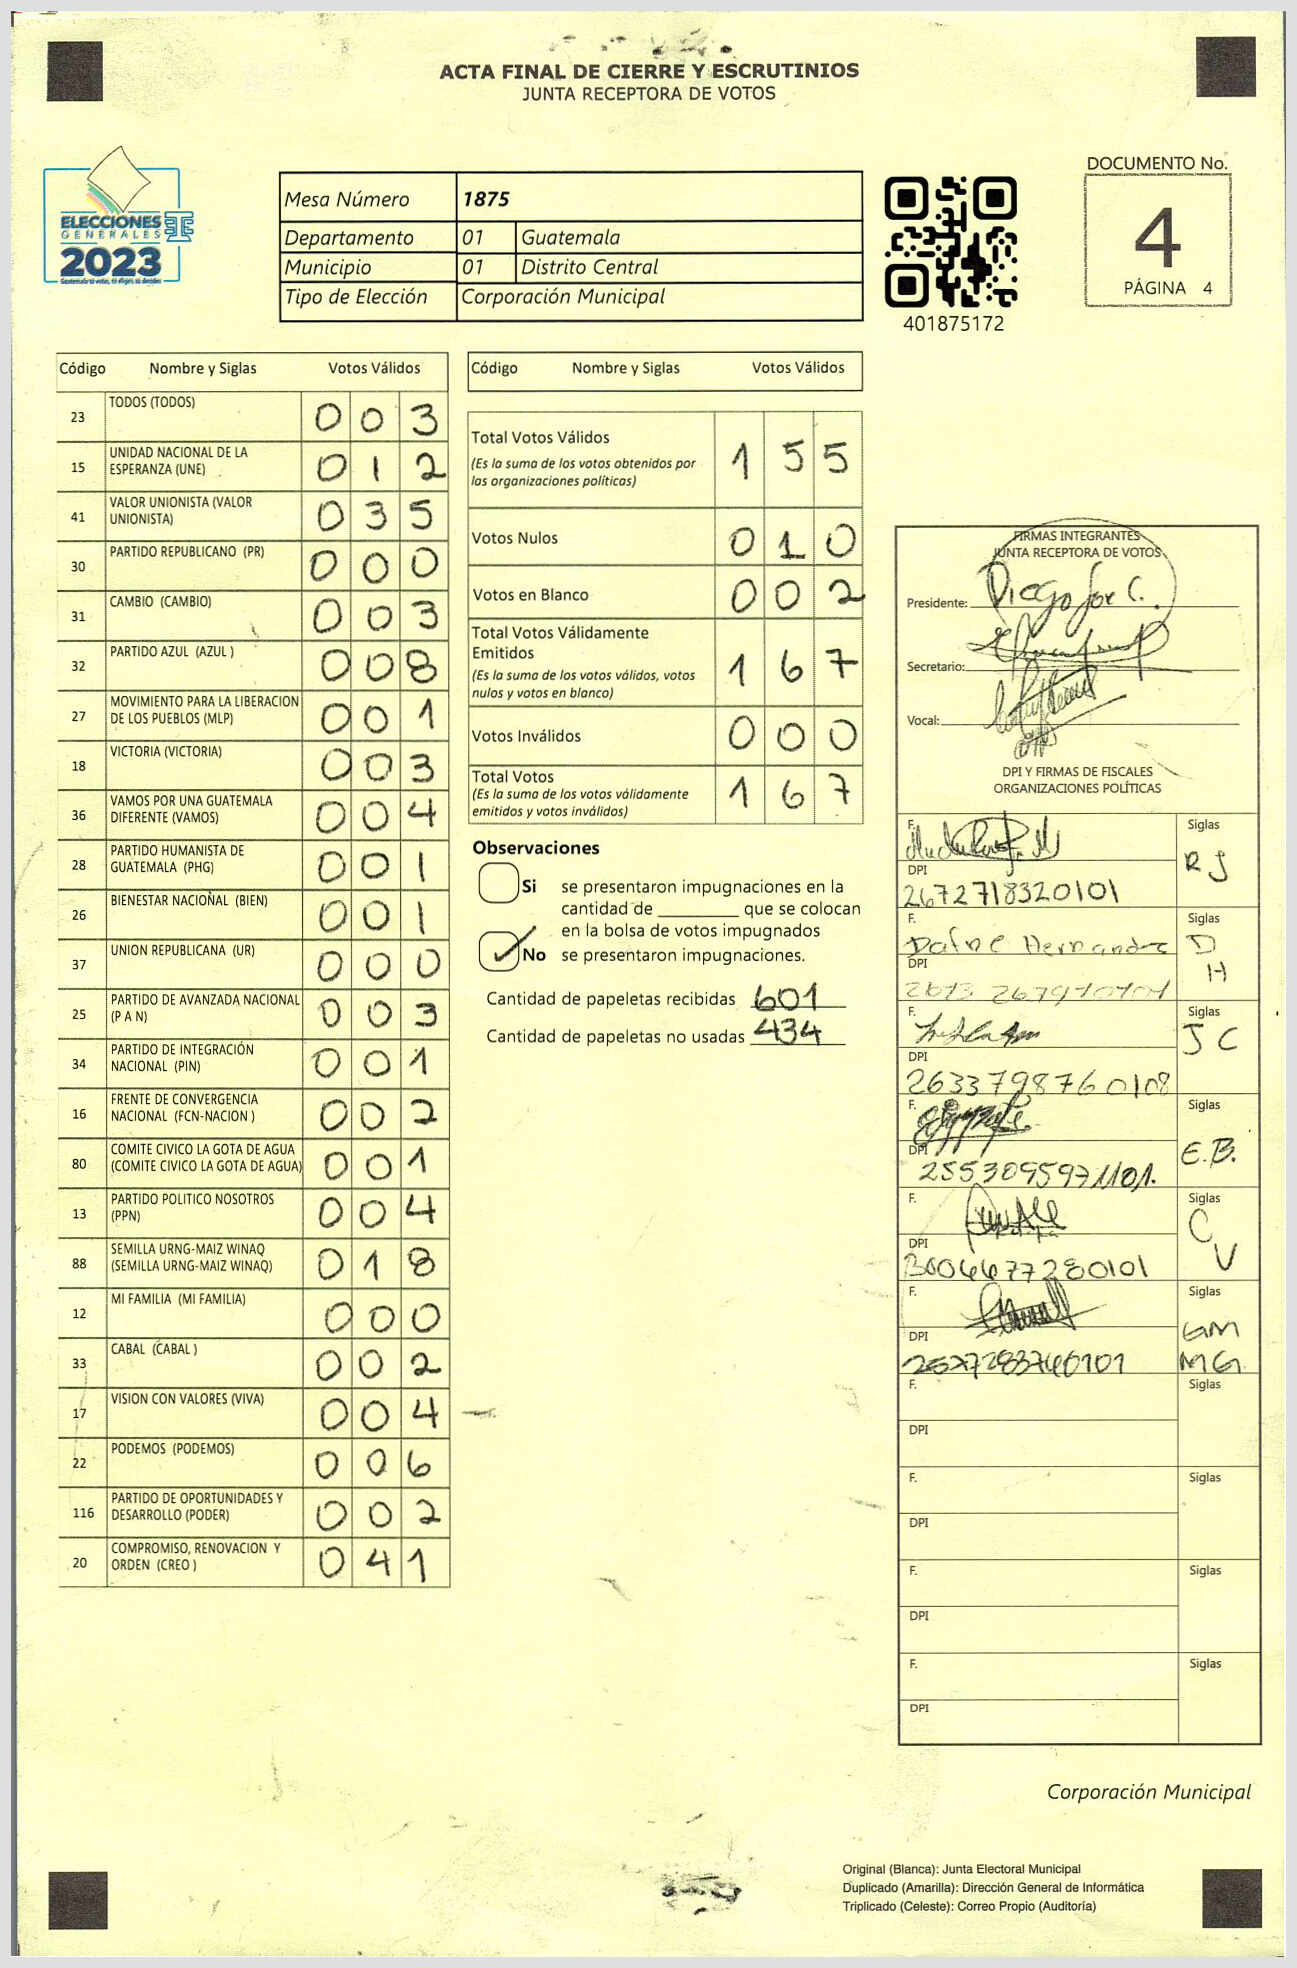 ACTA FINAL DE CIERRE Y ESCRUTINIOS
JUNTA RECEPTORA DE VOTOS
ELECCIONES
GENERALES
2023
Mesa Número 1875
Departamento 01 Guatemala
Municipio 01 Distrito Central
Tipo de Elección Corporación Municipal
401875172
DOCUMENTO No.
4
PÁGINA 4
Código Nombre y Siglas Votos Válidos
23 TODOS (TODOS) 0 0 3
15 UNIDAD NACIONAL DE LA ESPERANZA (UNE) 0 1 2
41 VALOR UNIONISTA (VALOR UNIONISTA) 0 3 5
30 PARTIDO REPUBLICANO (PR) 0 0 0
31 CAMBIO (CAMBIO) 0 0 3
32 PARTIDO AZUL (AZUL ) 0 0 8
27 MOVIMIENTO PARA LA LIBERACION DE LOS PUEBLOS (MLP) 0 0 1
18 VICTORIA (VICTORIA) 0 0 3
36 VAMOS POR UNA GUATEMALA DIFERENTE (VAMOS) 0 0 4
28 PARTIDO HUMANISTA DE GUATEMALA (PHG) 0 0 1
26 BIENESTAR NACIONAL (BIEN) 0 0 1
37 UNION REPUBLICANA (UR) 0 0 0
25 PARTIDO DE AVANZADA NACIONAL (P A N) 0 0 3
34 PARTIDO DE INTEGRACIÓN NACIONAL (PIN) 0 0 1
16 FRENTE DE CONVERGENCIA NACIONAL (FCN-NACION ) 0 0 2
80 COMITE CIVICO LA GOTA DE AGUA (COMITE CIVICO LA GOTA DE AGUA) 0 0 1
13 PARTIDO POLITICO NOSOTROS (PPN) 0 0 4
88 SEMILLA URNG-MAIZ WINAQ (SEMILLA URNG-MAIZ WINAQ) 0 1 8
12 MI FAMILIA (MI FAMILIA) 0 0 0
33 CABAL (CABAL ) 0 0 2
17 VISION CON VALORES (VIVA) 0 0 4
22 PODEMOS (PODEMOS) 0 0 6
116 PARTIDO DE OPORTUNIDADES Y DESARROLLO (PODER) 0 0 2
20 COMPROMISO, RENOVACION Y ORDEN (CREO ) 0 4 1
Código Nombre y Siglas Votos Válidos
Total Votos Válidos 1 5 5
(Es la suma de los votos obtenidos por
las organizaciones políticas)
Votos Nulos 0 1 0
Votos en Blanco 0 0 2
Total Votos Válidamente
Emitidos 1 6 7
(Es la suma de los votos válidos, votos
nulos y votos en blanco)
Votos Inválidos 0 0 0
Total Votos 1 6 7
(Es la suma de los votos válidamente
emitidos y votos inválidos)
Observaciones
Si se presentaron impugnaciones en la
cantidad de ________ que se colocan
en la bolsa de votos impugnados
No se presentaron impugnaciones.
Cantidad de papeletas recibidas 601
Cantidad de papeletas no usadas 434
FIRMAS INTEGRANTES
JUNTA RECEPTORA DE VOTOS
Presidente: Diego
Secretario:
Vocal:
DPI Y FIRMAS DE FISCALES
ORGANIZACIONES POLÍTICAS
F. Siglas
RJ
DPI
2672718320101
F. Siglas
Hernandez D H
DPI
F. Siglas
J C
DPI
2633798760108
F. Siglas
E.B.
DPI
F. Siglas
C V
DPI
F. Siglas
GM
MG
DPI
F. Siglas
DPI
F. Siglas
DPI
F. Siglas
DPI
F. Siglas
DPI
Corporación Municipal
Original (Blanca): Junta Electoral Municipal
Duplicado (Amarilla): Dirección General de Informática
Triplicado (Celeste): Correo Propio (Auditoría)